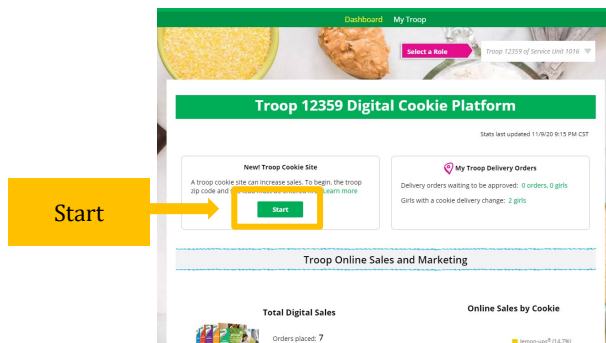 Dashboard My Troop
Select a Role
Troop 12359 of Service Unit 1016
Troop 12359 Digital Cookie Platform
Stats last updated 11/9/20 9:15 PM CST
New! Troop Cookie Site
A troop cookie site can increase sales. To begin, the troop
zip code and Learn more
Start
My Troop Delivery Orders
Delivery orders waiting to be approved: 0 orders, 0 girls
Girls with a cookie delivery change: 2 girls
Start
Troop Online Sales and Marketing
Total Digital Sales
Orders placed: 7
Online Sales by Cookie
lemon-ups® (14.7%)